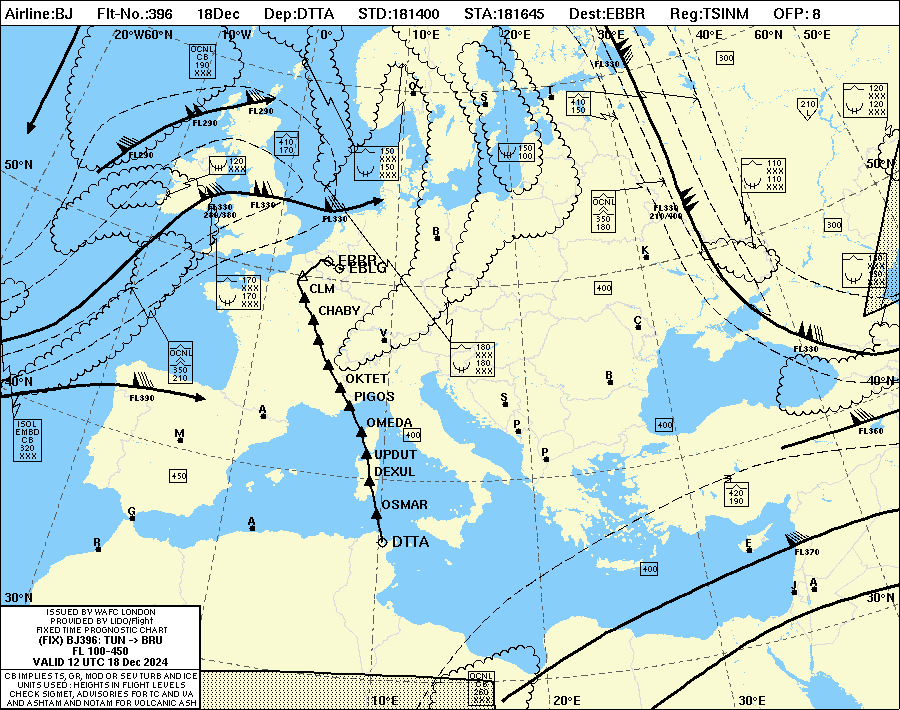 Airline:BJ Flt-No.:396 18Dec Dep:DTTA STD:181400 STA:181645 Dest:EBBR Reg:TSINM OFP: 8
20°W60°N 10°W 0° 10°E 20°E 30°E 40°E 60°N 50°E
OCNL
CB
190
XXX
FL330
300
O
S
T
410
150
120
XXX
120
XXX
210
L
FL290
FL290
FL290
410
170
150
XXX
150
XXX
150
100
50°N
120
XXX
110
XXX
110
XXX
50°N
FL330
280/380
FL330
FL330
OCNL
350
180
FL330
210/400
300
B
K
EBBR
EBLG
170
XXX
170
XXX
400
CLM
CHABY
C
V
FL330
OCNL
350
210
180
XXX
180
XXX
40°N
OKTET
B
40°N
FL390
PIGOS
S
A
ISOL
EMBD
CB
320
XXX
M
OMEDA
400
P
400
FL360
UPDUT
P
450
DEXUL
420
190
OSMAR
G
A
R
DTTA
E
FL370
400
J
A
30°N
30°N
ISSUED BY WAFC LONDON
PROVIDED BY LIDO/Flight
FIXED TIME PROGNOSTIC CHART
(FIX) BJ396: TUN -> BRU
FL 100-450
VALID 12 UTC 18 Dec 2024
CB IMPLIES TS, GR, MOD OR SEV TURB AND ICE
UNITS USED : HEIGHTS IN FLIGHT LEVELS
CHECK SIGMET, ADVISORIES FOR TC AND VA
AND ASHTAM AND NOTAM FOR VOLCANIC ASH
OCNL
CB
260
XXX
10°E 20°E 30°E